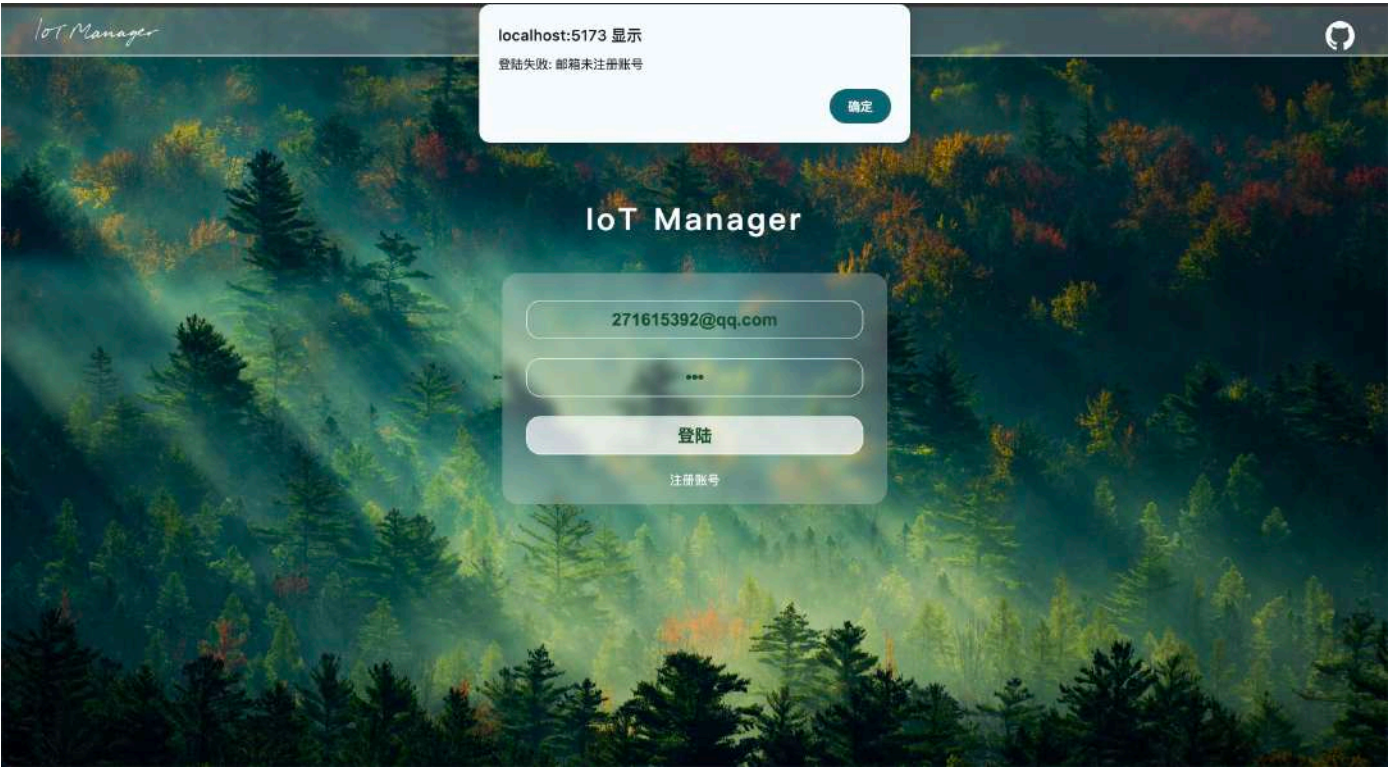 IoT Manager
localhost:5173 显示
登陆失败: 邮箱未注册账号
确定
IoT Manager
271615392@qq.com
•••
登陆
注册账号